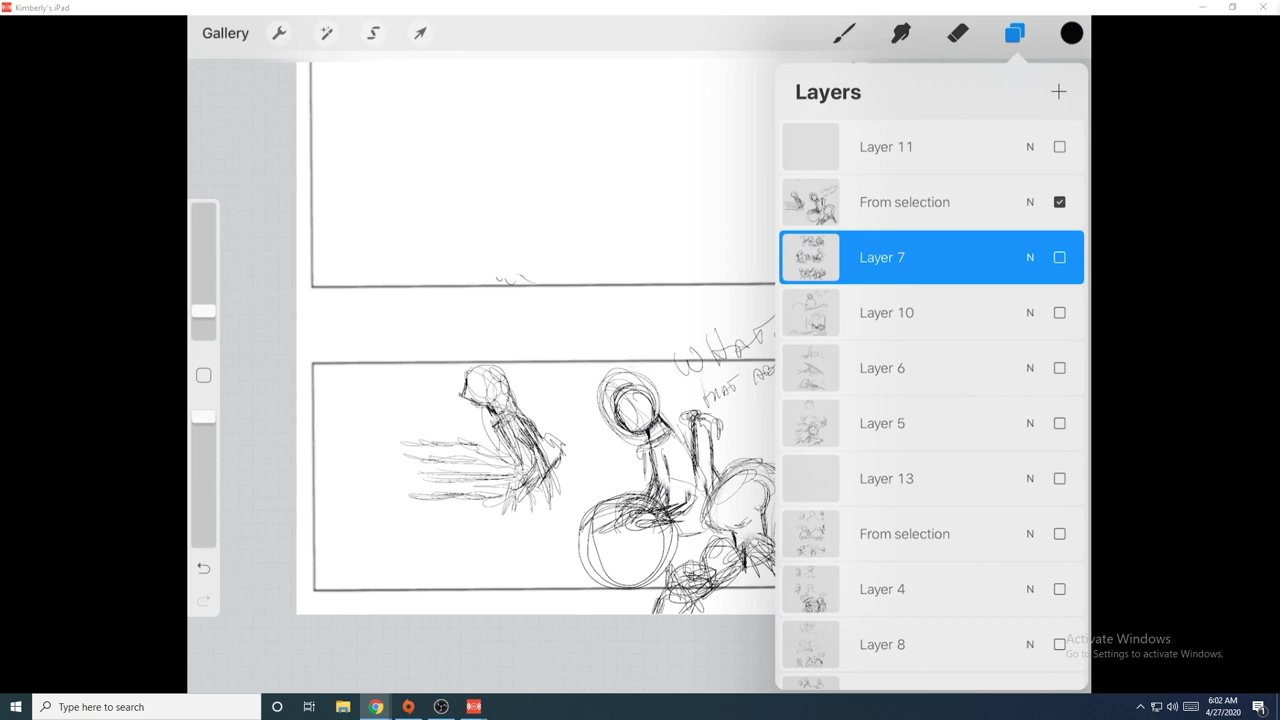 Kimberly's iPad
Gallery
Layers
Layer 11 N
From selection N
Layer 7 N
Layer 10 N
Layer 6 N
Layer 5 N
Layer 13 N
From selection N
Layer 4 N
Layer 8 N
WHAT
Activate Windows
Go to Settings to activate Windows.
Type here to search
6:02 AM
4/27/2020
1